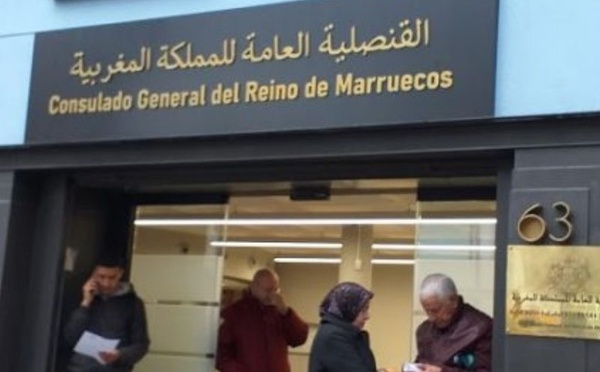 القنصلية العامة للمملكة المغربية
Consulado General del Reino de Marruecos
63